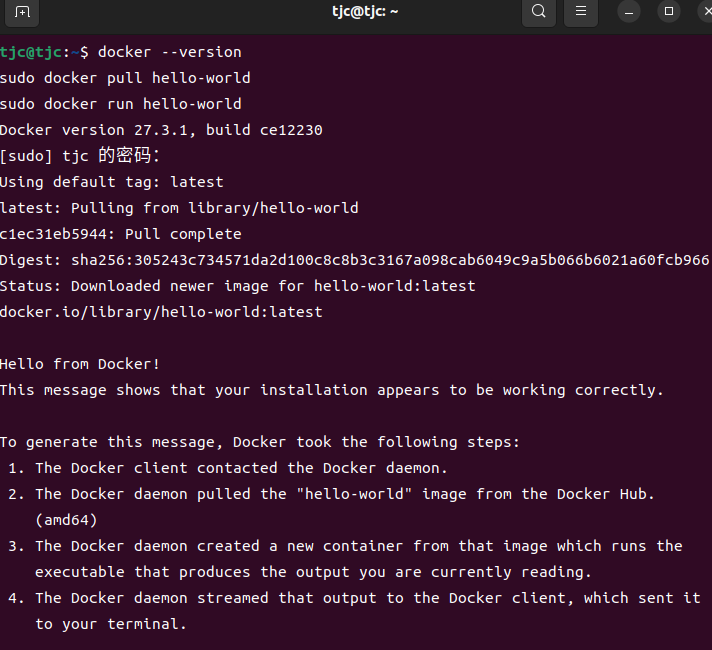 tjc@tjc: ~
tjc@tjc:~$ docker --version
sudo docker pull hello-world
sudo docker run hello-world
Docker version 27.3.1, build ce12230
[sudo] tjc 的密码：
Using default tag: latest
latest: Pulling from library/hello-world
c1ec31eb5944: Pull complete
Digest: sha256:305243c734571da2d100c8c8b3c3167a098cab6049c9a5b066b6021a60fcb966
Status: Downloaded newer image for hello-world:latest
docker.io/library/hello-world:latest
Hello from Docker!
This message shows that your installation appears to be working correctly.
To generate this message, Docker took the following steps:
1. The Docker client contacted the Docker daemon.
2. The Docker daemon pulled the "hello-world" image from the Docker Hub.
(amd64)
3. The Docker daemon created a new container from that image which runs the
executable that produces the output you are currently reading.
4. The Docker daemon streamed that output to the Docker client, which sent it
to your terminal.